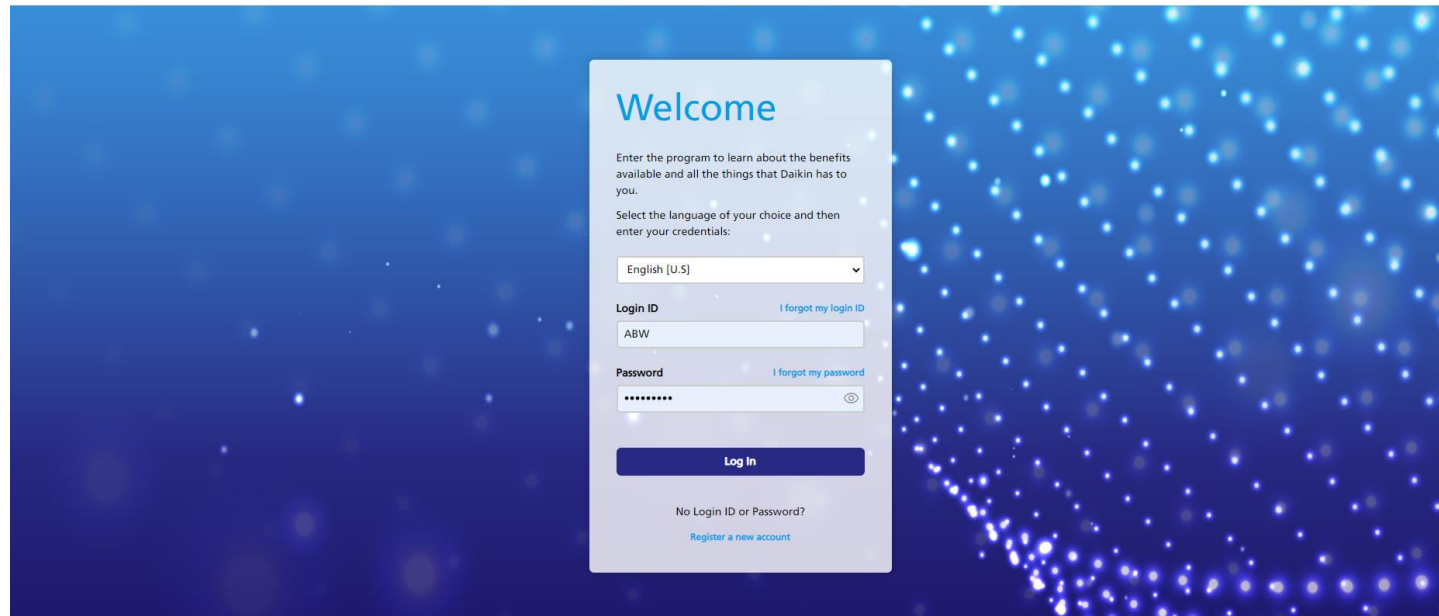 Welcome
Enter the program to learn about the benefits
available and all the things that Daikin has to
you.
Select the language of your choice and then
enter your credentials:
English [U.S]
Login ID
I forgot my login ID
ABW
Password
I forgot my password
•••••••••
Log In
No Login ID or Password?
Register a new account